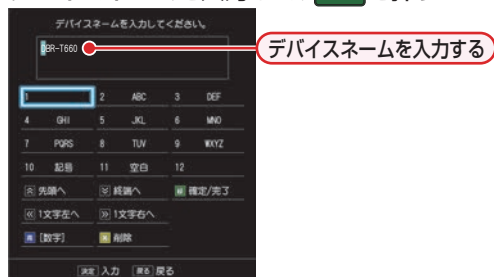 デバイスネームを入力してください。
DBR-T660
デバイスネームを入力する
1 2 ABC 3 DEF
4 GHI 5 JKL 6 MNO
7 PQRS 8 TUV 9 WXYZ
10 記号 11 空白 12
先頭へ 終端へ 緑 確定/完了
1文字左へ 1文字右へ
青 [数字] 黄 削除
決定 入力 戻る 戻る